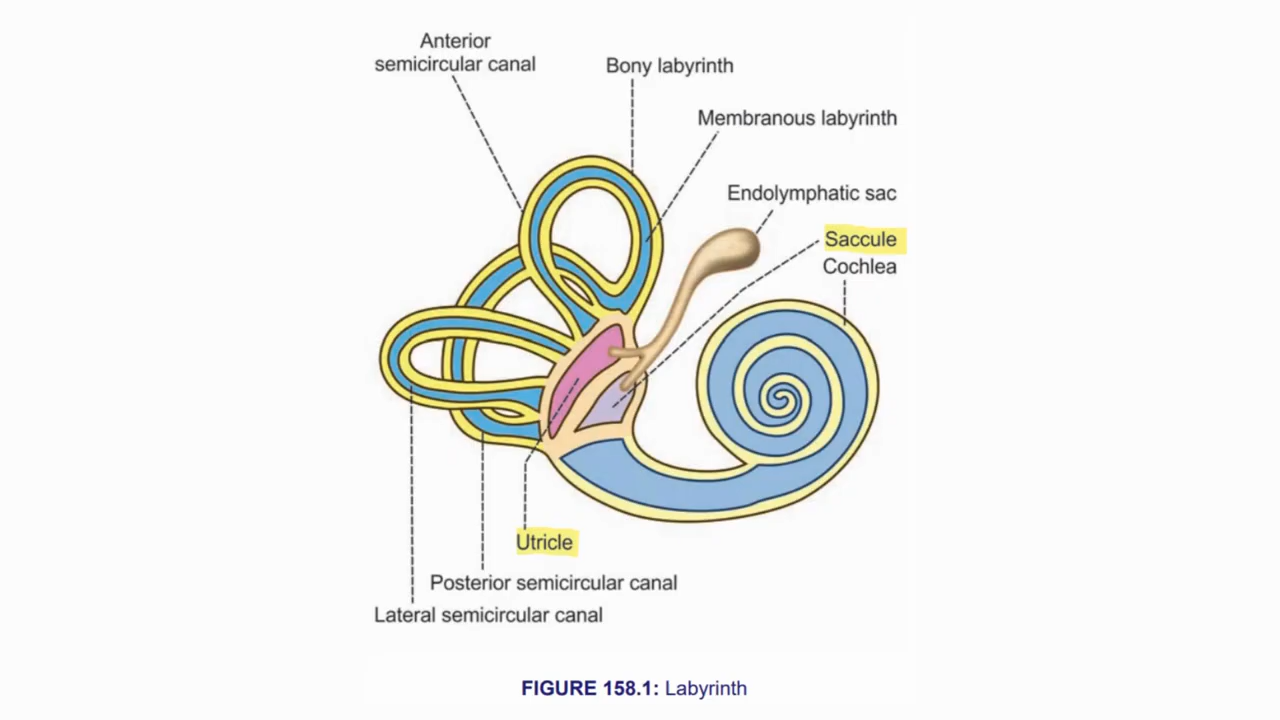 Anterior
semicircular canal
Bony labyrinth
Membranous labyrinth
Endolymphatic sac
Saccule
Cochlea
Utricle
Posterior semicircular canal
Lateral semicircular canal
FIGURE 158.1: Labyrinth